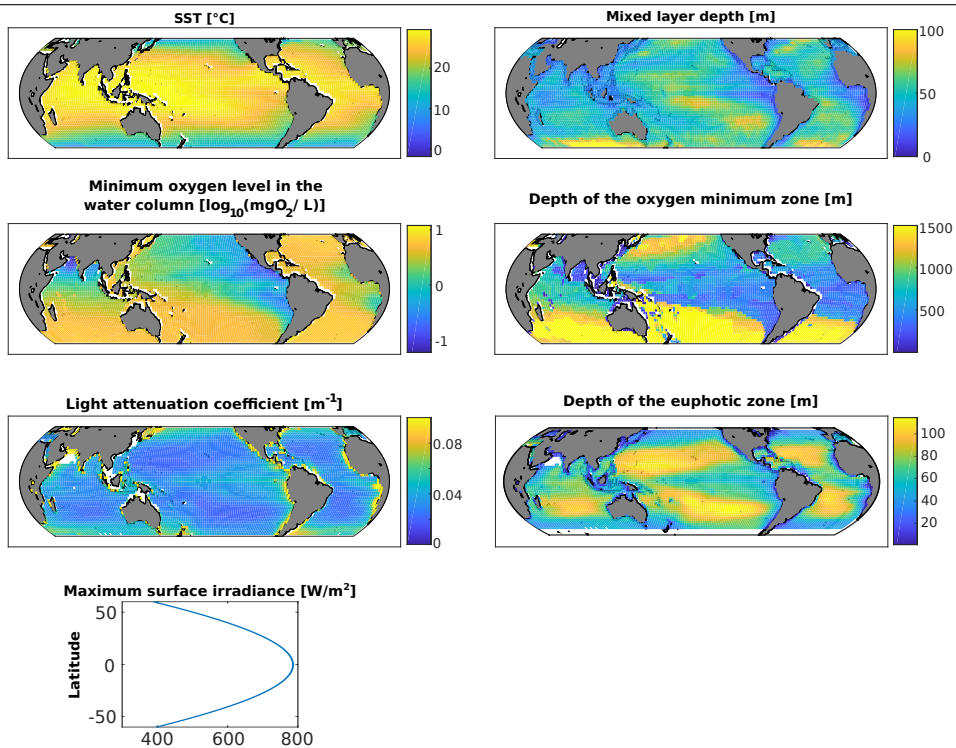 SST [°C]
20
10
0
Mixed layer depth [m]
100
50
0
Minimum oxygen level in the
water column [log₁₀(mgO₂/ L)]
1
0
-1
Depth of the oxygen minimum zone [m]
1500
1000
500
Light attenuation coefficient [m⁻¹]
0.08
0.04
0
Depth of the euphotic zone [m]
100
80
60
40
20
Maximum surface irradiance [W/m²]
Latitude
50
0
-50
400 600 800